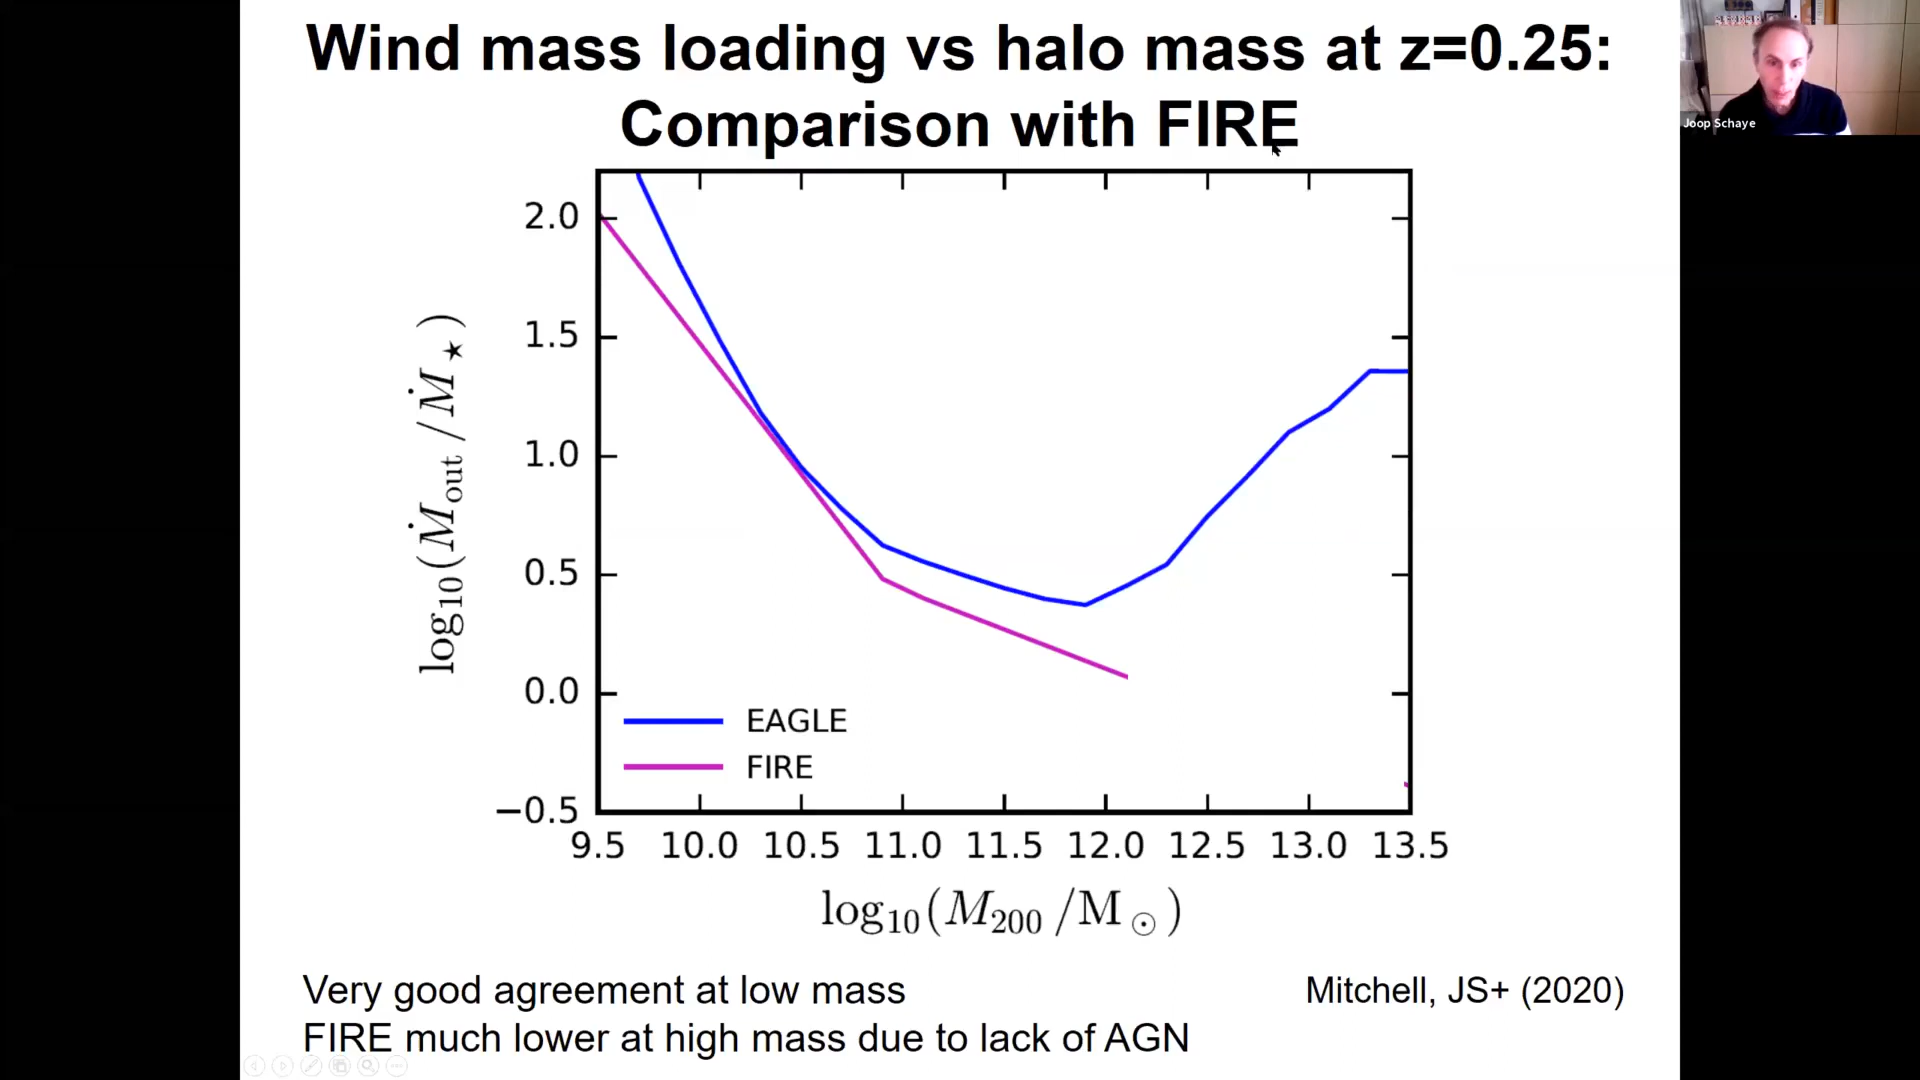 Wind mass loading vs halo mass at z=0.25:
Comparison with FIRE
Joop Schaye
2.0
1.5
1.0
0.5
0.0
−0.5
log₁₀(Ṁout /Ṁ★)
EAGLE
FIRE
9.5 10.0 10.5 11.0 11.5 12.0 12.5 13.0 13.5
log₁₀(M₂₀₀ /M⊙)
Very good agreement at low mass
Mitchell, JS+ (2020)
FIRE much lower at high mass due to lack of AGN